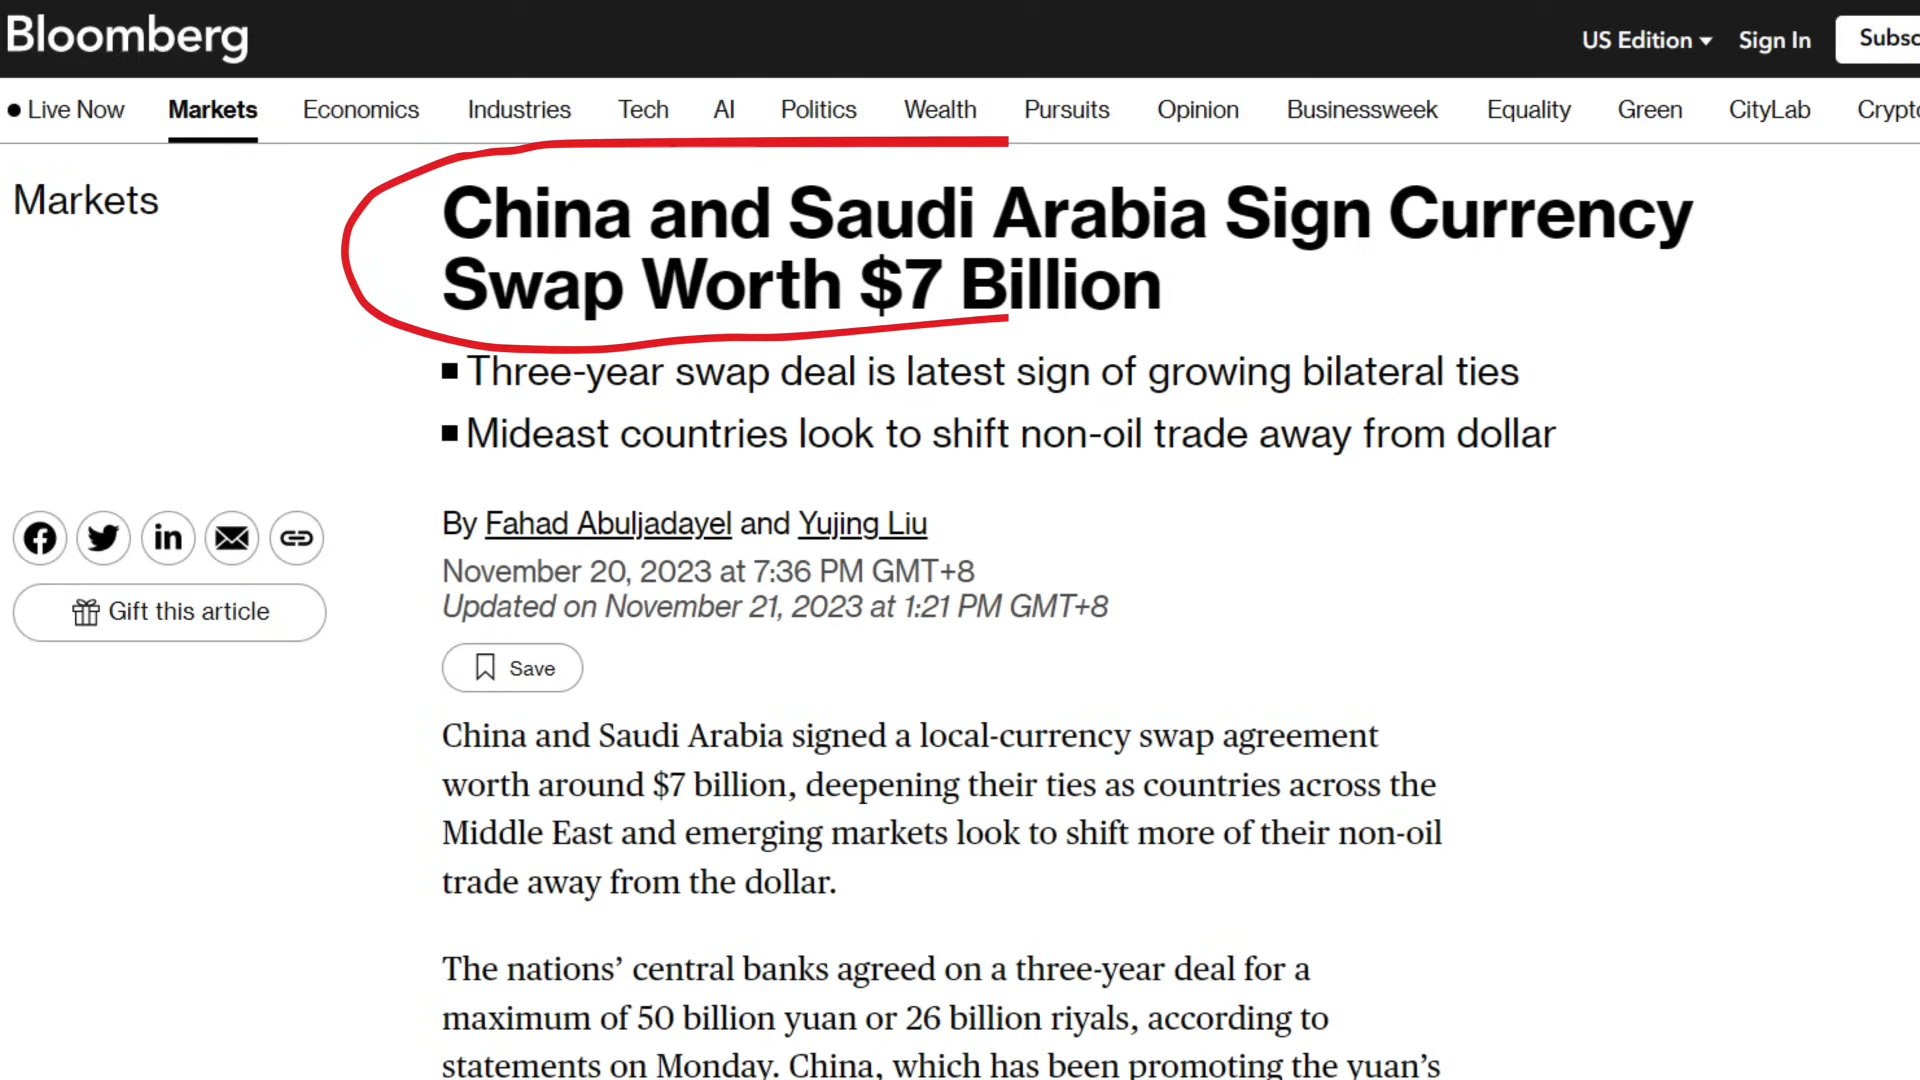 Bloomberg
US Edition Sign In
Live Now Markets Economics Industries Tech AI Politics Wealth Pursuits Opinion Businessweek Equality Green CityLab
Markets
China and Saudi Arabia Sign Currency
Swap Worth $7 Billion
Three-year swap deal is latest sign of growing bilateral ties
Mideast countries look to shift non-oil trade away from dollar
By Fahad Abuljadayel and Yujing Liu
November 20, 2023 at 7:36 PM GMT+8
Updated on November 21, 2023 at 1:21 PM GMT+8
in
Gift this article
Save
China and Saudi Arabia signed a local-currency swap agreement
worth around $7 billion, deepening their ties as countries across the
Middle East and emerging markets look to shift more of their non-oil
trade away from the dollar.
The nations’ central banks agreed on a three-year deal for a
maximum of 50 billion yuan or 26 billion riyals, according to
statements on Monday. China, which has been promoting the yuan’s